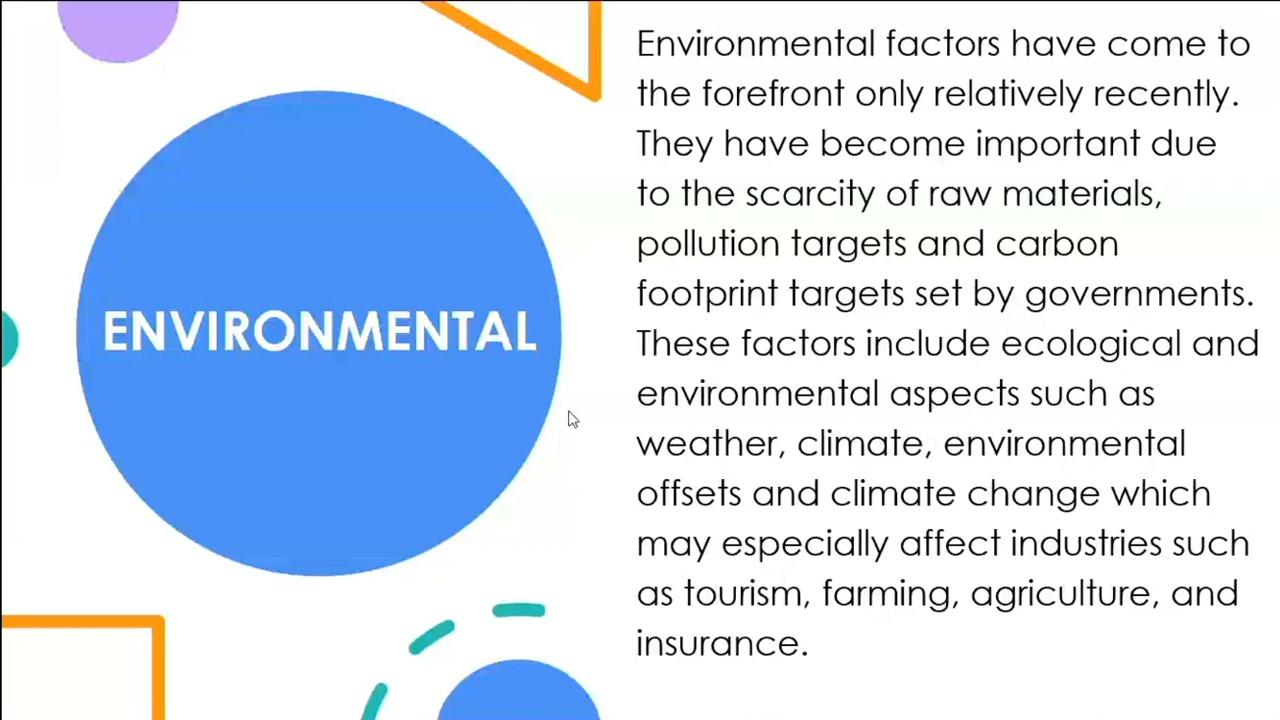 ENVIRONMENTAL
Environmental factors have come to
the forefront only relatively recently.
They have become important due
to the scarcity of raw materials,
pollution targets and carbon
footprint targets set by governments.
These factors include ecological and
environmental aspects such as
weather, climate, environmental
offsets and climate change which
may especially affect industries such
as tourism, farming, agriculture, and
insurance.